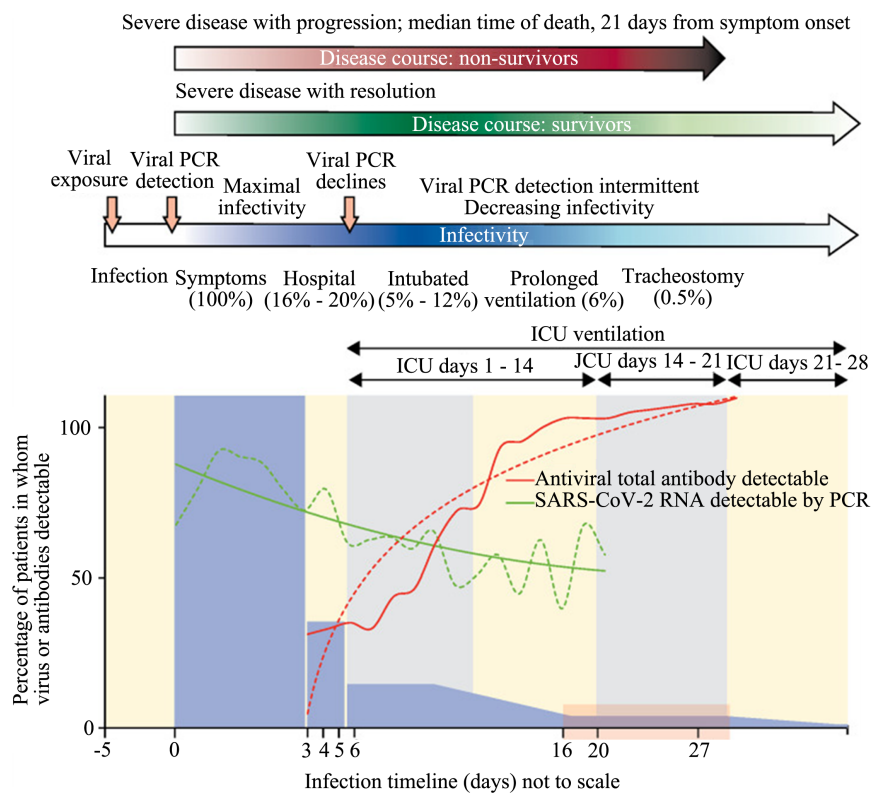 Severe disease with progression; median time of death, 21 days from symptom onset
Disease course: non-survivors
Severe disease with resolution
Disease course: survivors
Viral exposure
Viral PCR detection
Maximal infectivity
Viral PCR declines
Viral PCR detection intermittent
Decreasing infectivity
Infectivity
Infection
Symptoms (100%)
Hospital (16% - 20%)
Intubated (5% - 12%)
Prolonged ventilation (6%)
Tracheostomy (0.5%)
ICU ventilation
ICU days 1 - 14
JCU days 14 - 21
ICU days 21- 28
Percentage of patients in whom
virus or antibodies detectable
100
50
0
Antiviral total antibody detectable
SARS-CoV-2 RNA detectable by PCR
-5 0 3 4 5 6 16 20 27
Infection timeline (days) not to scale